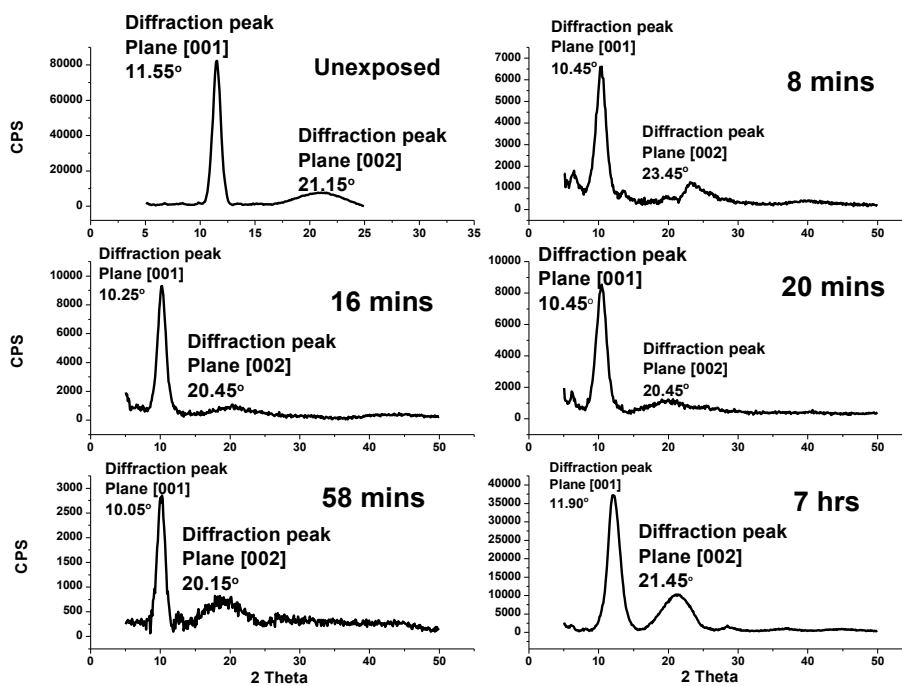 Diffraction peak
Plane [001]
11.55°
Unexposed
Diffraction peak
Plane [002]
21.15°
CPS
80000
60000
40000
20000
0
0 5 10 15 20 25 30 35
Diffraction peak
Plane [001]
10.45°
8 mins
Diffraction peak
Plane [002]
23.45°
7000
6000
5000
4000
3000
2000
1000
0
0 10 20 30 40 50
Diffraction peak
Plane [001]
10.25°
16 mins
Diffraction peak
Plane [002]
20.45°
10000
8000
6000
4000
2000
0
0 10 20 30 40 50
Diffraction peak
Plane [001]
10.45°
20 mins
Diffraction peak
Plane [002]
20.45°
10000
8000
6000
4000
2000
0
0 10 20 30 40 50
Diffraction peak
Plane [001]
10.05°
58 mins
Diffraction peak
Plane [002]
20.15°
CPS
3000
2500
2000
1500
1000
500
0
0 10 20 30 40 50
2 Theta
Diffraction peak
Plane [001]
11.90°
7 hrs
Diffraction peak
Plane [002]
21.45°
40000
35000
30000
25000
20000
15000
10000
5000
0
0 10 20 30 40 50
2 Theta